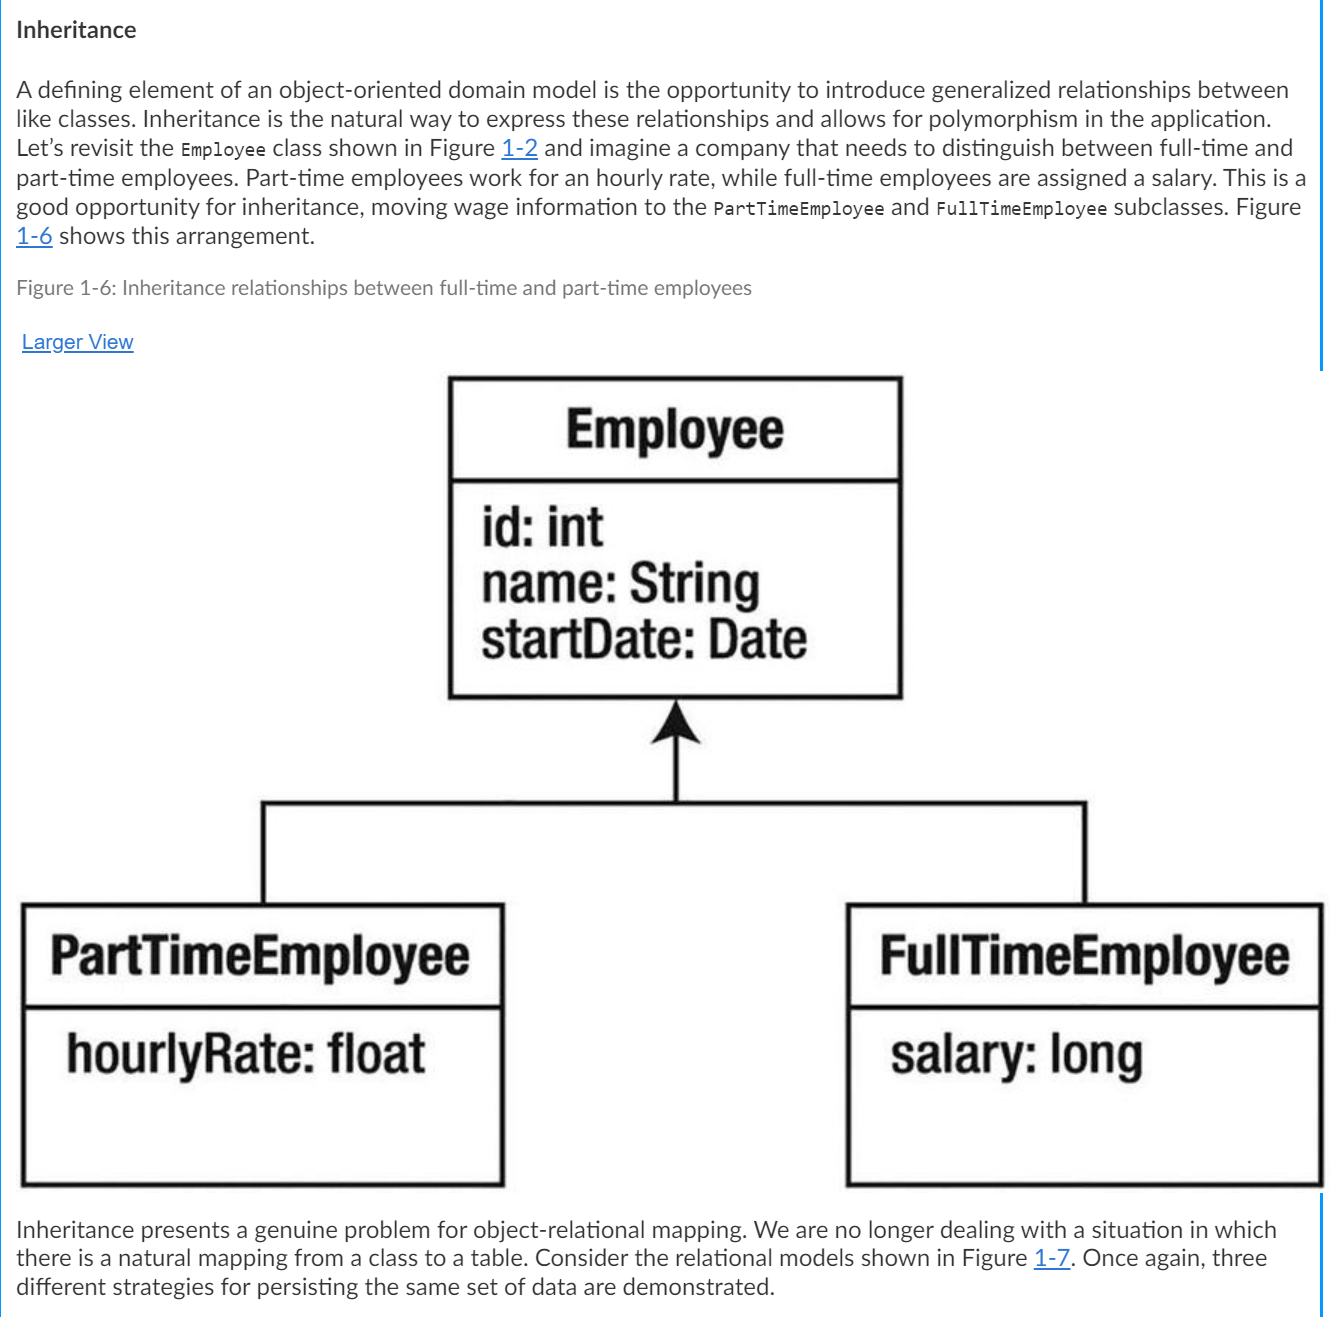 Inheritance
A defining element of an object-oriented domain model is the opportunity to introduce generalized relationships between
like classes. Inheritance is the natural way to express these relationships and allows for polymorphism in the application.
Let’s revisit the Employee class shown in Figure 1-2 and imagine a company that needs to distinguish between full-time and
part-time employees. Part-time employees work for an hourly rate, while full-time employees are assigned a salary. This is a
good opportunity for inheritance, moving wage information to the PartTimeEmployee and FullTimeEmployee subclasses. Figure
1-6 shows this arrangement.
Figure 1-6: Inheritance relationships between full-time and part-time employees
Larger View
Employee
id: int
name: String
startDate: Date
PartTimeEmployee
hourlyRate: float
FullTimeEmployee
salary: long
Inheritance presents a genuine problem for object-relational mapping. We are no longer dealing with a situation in which
there is a natural mapping from a class to a table. Consider the relational models shown in Figure 1-7. Once again, three
different strategies for persisting the same set of data are demonstrated.